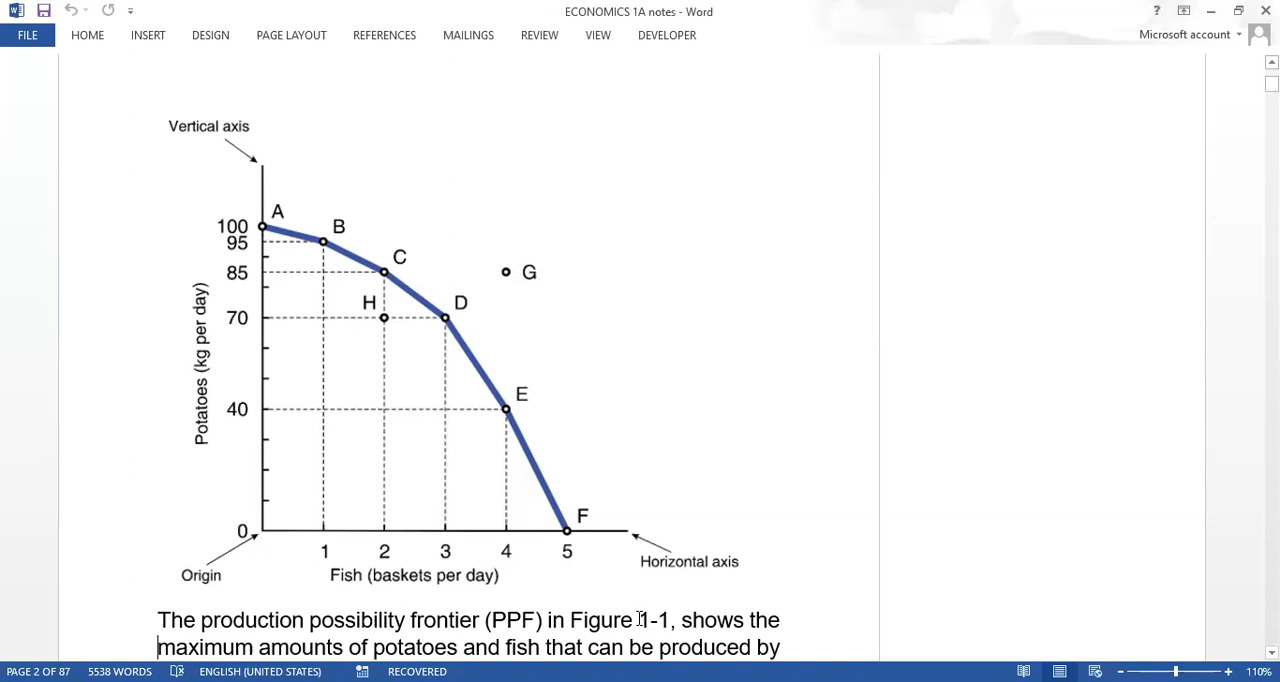 ECONOMICS 1A notes - Word
FILE HOME INSERT DESIGN PAGE LAYOUT REFERENCES MAILINGS REVIEW VIEW DEVELOPER Microsoft account
Vertical axis
A
100
B
95
C
85
G
H
D
70
E
40
F
0
1 2 3 4 5
Potatoes (kg per day)
Horizontal axis
Origin
Fish (baskets per day)
The production possibility frontier (PPF) in Figure 1-1, shows the
maximum amounts of potatoes and fish that can be produced by
PAGE 2 OF 87 5538 WORDS ENGLISH (UNITED STATES) RECOVERED 110%